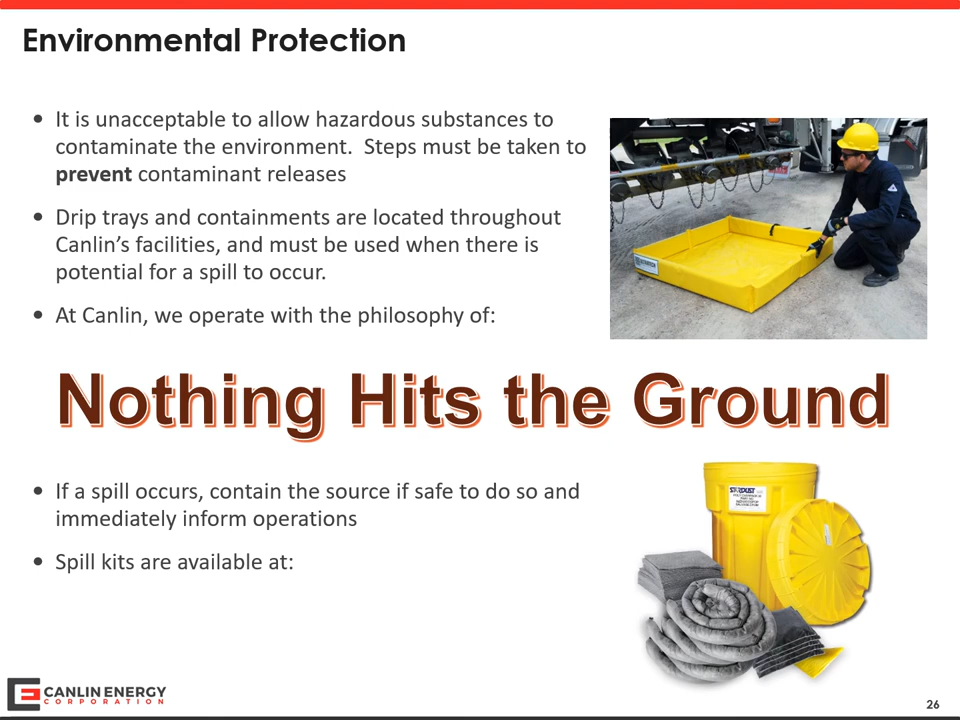 Environmental Protection
• It is unacceptable to allow hazardous substances to
contaminate the environment.  Steps must be taken to
prevent contaminant releases
• Drip trays and containments are located throughout
Canlin’s facilities, and must be used when there is
potential for a spill to occur.
• At Canlin, we operate with the philosophy of:
Nothing Hits the Ground
• If a spill occurs, contain the source if safe to do so and
immediately inform operations
• Spill kits are available at:
STARDUST
CANLIN ENERGY
CORPORATION
26